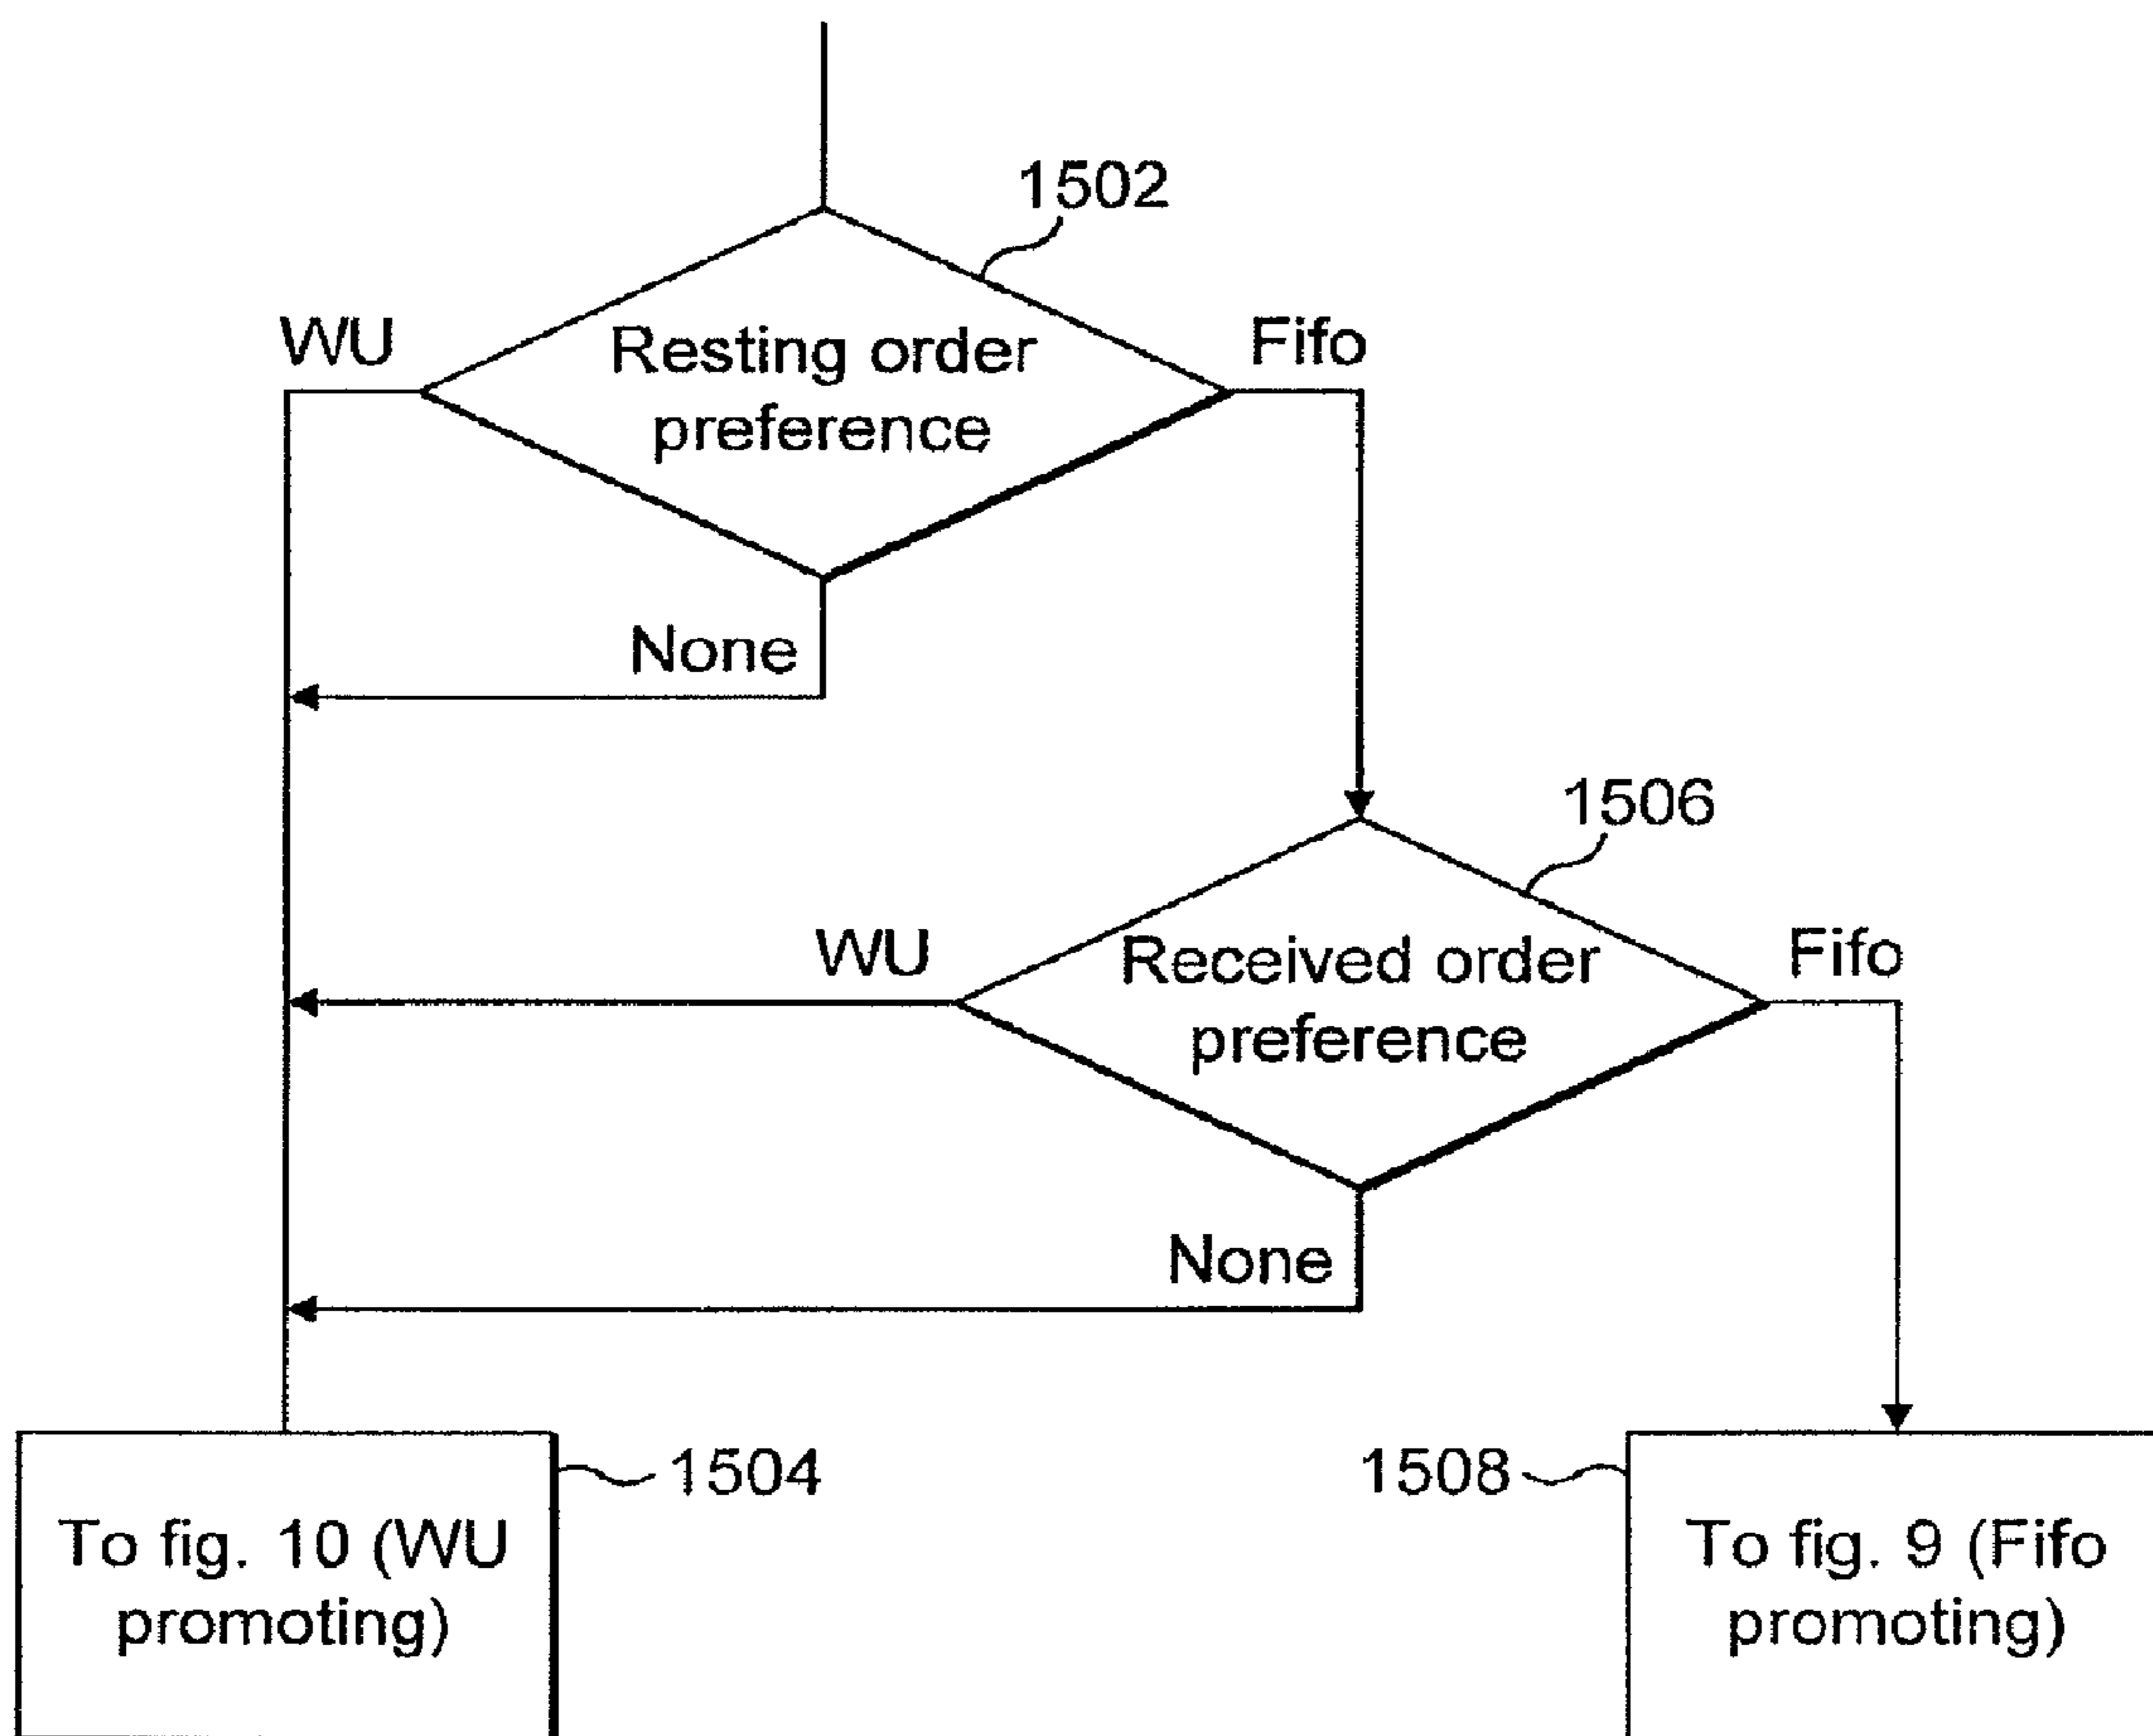 1502
WU
Fifo
Resting order
preference
None
1506
WU
Fifo
Received order
preference
None
1504
1508
To fig. 10 (WU
promoting)
To fig. 9 (Fifo
promoting)